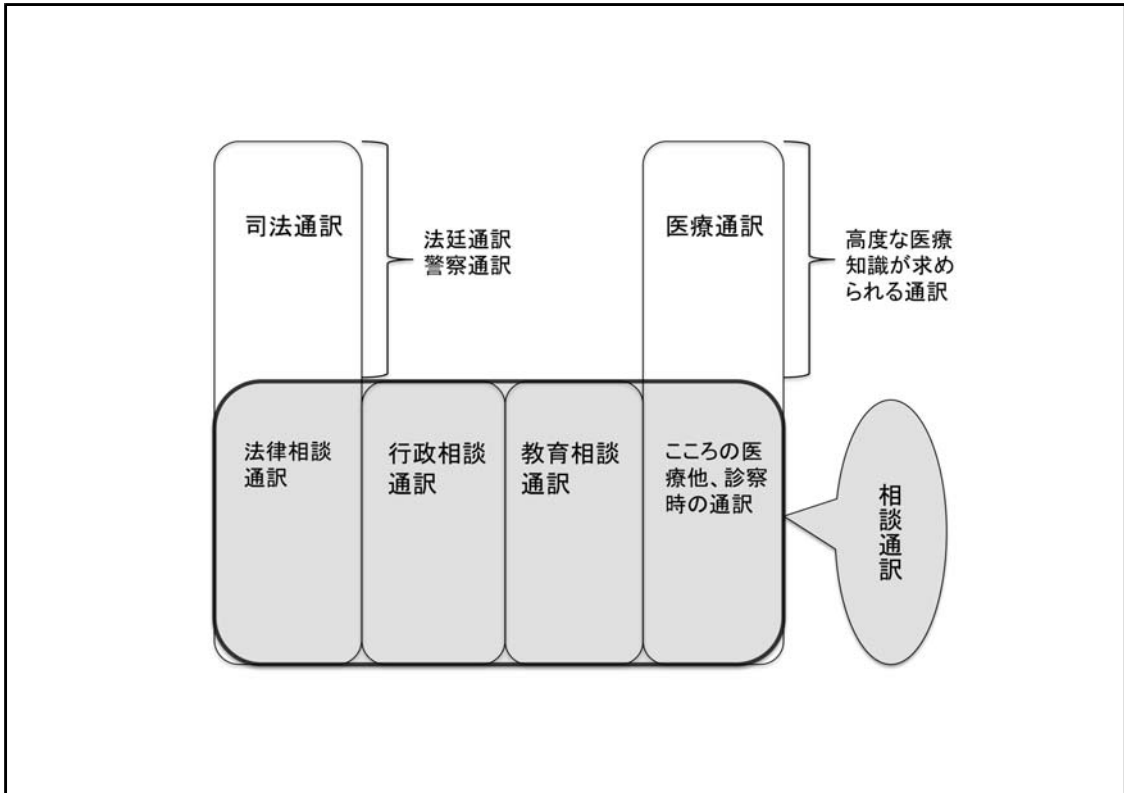 司法通訳
法廷通訳
警察通訳
医療通訳
高度な医療
知識が求め
られる通訳
法律相談
通訳
行政相談
通訳
教育相談
通訳
こころの医
療他、診察
時の通訳
相談通訳